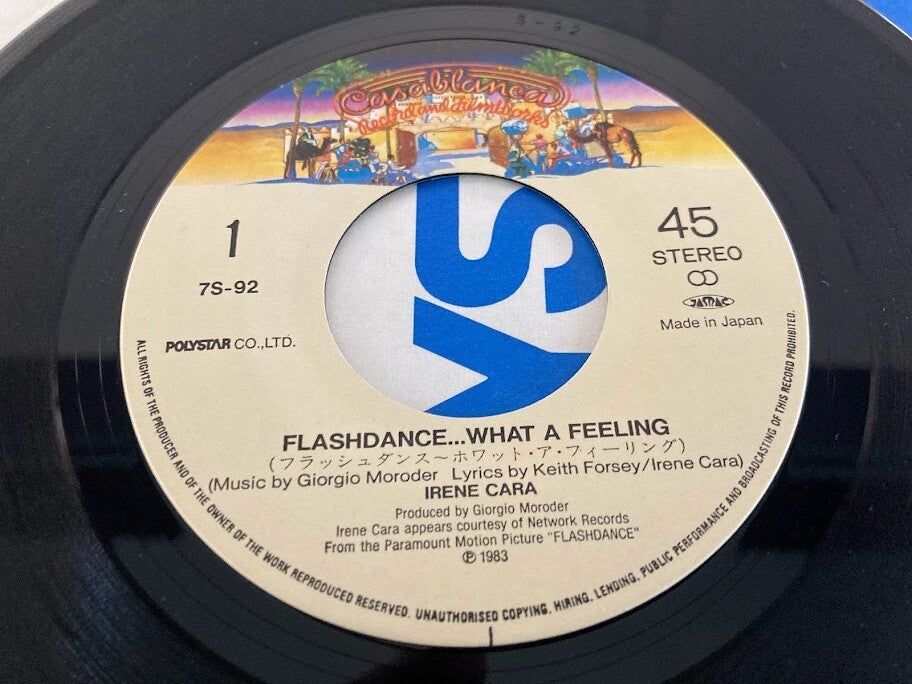 S-92
Casablanca
Record and FilmWorks
1
45
STEREO
7S-92
JASRAC
Made in Japan
POLYSTAR CO.,LTD.
YS
FLASHDANCE...WHAT A FEELING
(フラッシュダンス～ホワット・ア・フィーリング)
(Music by Giorgio Moroder Lyrics by Keith Forsey/Irene Cara)
IRENE CARA
Produced by Giorgio Moroder
Irene Cara appears courtesy of Network Records
From the Paramount Motion Picture "FLASHDANCE"
Ⓟ 1983
ALL RIGHTS OF THE PRODUCER AND OF THE OWNER OF THE WORK REPRODUCED RESERVED. UNAUTHORISED COPYING, HIRING, LENDING, PUBLIC PERFORMANCE AND BROADCASTING OF THIS RECORD PROHIBITED.